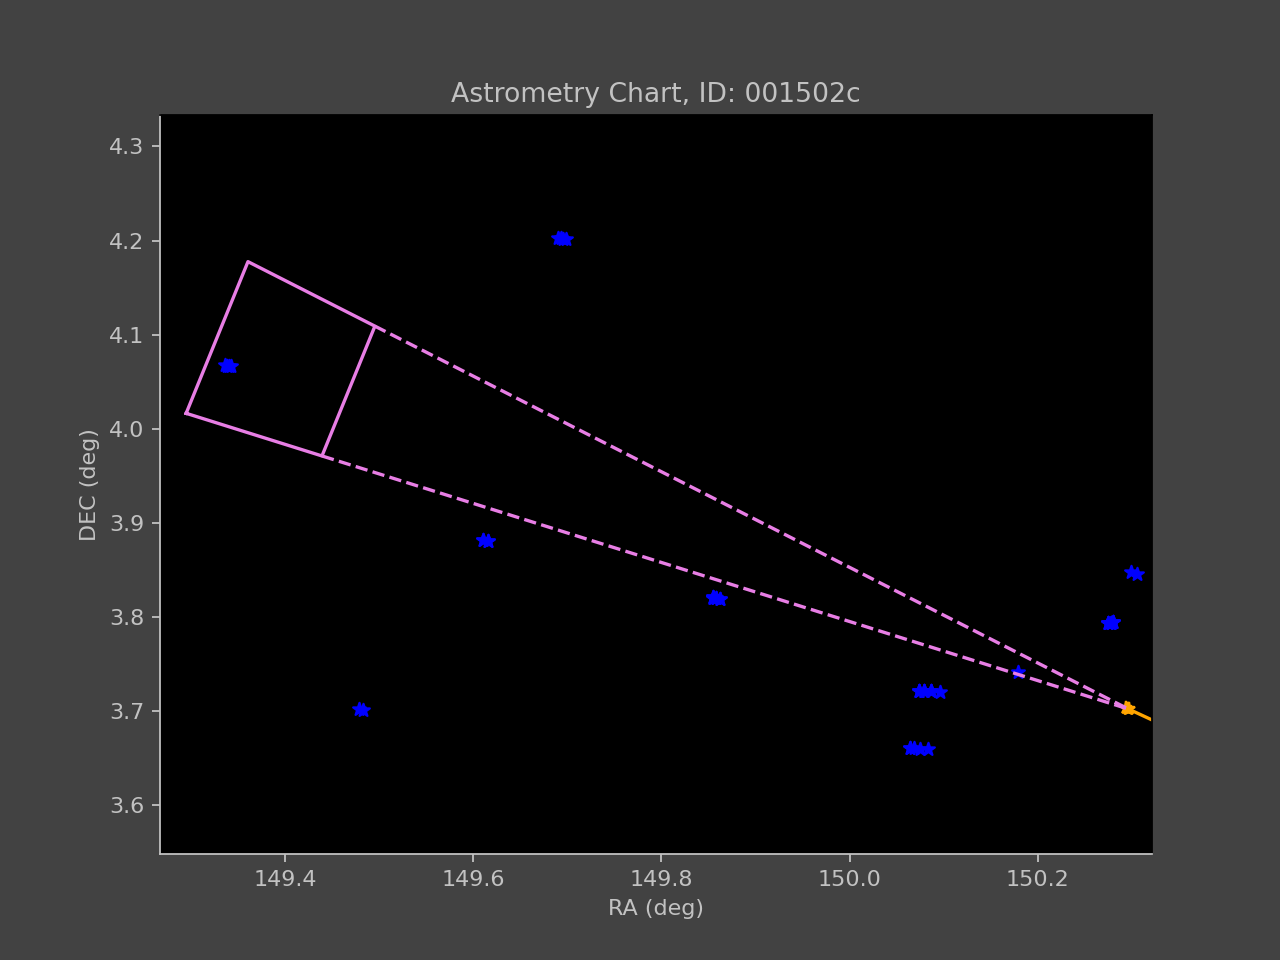 Astrometry Chart, ID: 001502c
4.3
4.2
4.1
4.0
3.9
3.8
3.7
3.6
DEC (deg)
149.4 149.6 149.8 150.0 150.2
RA (deg)